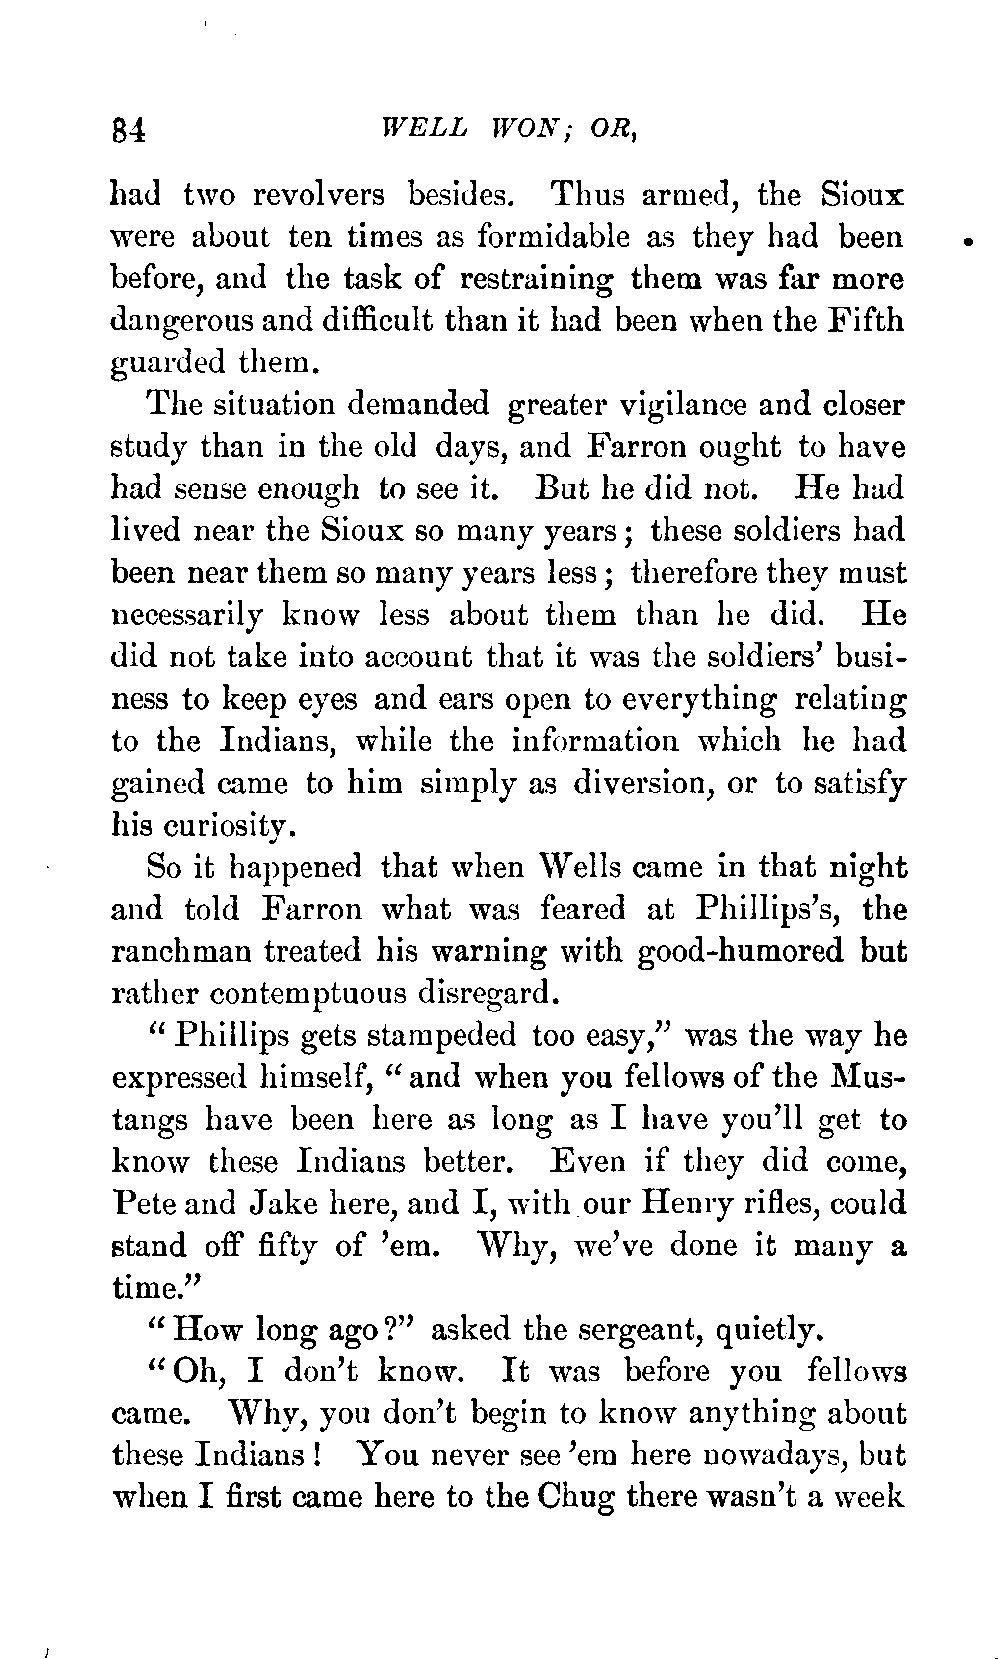 84 WELL WON; OR,
had two revolvers besides. Thus armed, the Sioux
were about ten times as formidable as they had been
before, and the task of restraining them was far more
dangerous and difficult than it had been when the Fifth
guarded them.
The situation demanded greater vigilance and closer
study than in the old days, and Farron ought to have
had sense enough to see it. But he did not. He had
lived near the Sioux so many years; these soldiers had
been near them so many years less; therefore they must
necessarily know less about them than he did. He
did not take into account that it was the soldiers' busi-
ness to keep eyes and ears open to everything relating
to the Indians, while the information which he had
gained came to him simply as diversion, or to satisfy
his curiosity.
So it happened that when Wells came in that night
and told Farron what was feared at Phillips's, the
ranchman treated his warning with good-humored but
rather contemptuous disregard.
"Phillips gets stampeded too easy," was the way he
expressed himself, "and when you fellows of the Mus-
tangs have been here as long as I have you'll get to
know these Indians better. Even if they did come,
Pete and Jake here, and I, with our Henry rifles, could
stand off fifty of 'em. Why, we've done it many a
time."
"How long ago?" asked the sergeant, quietly.
"Oh, I don't know. It was before you fellows
came. Why, you don't begin to know anything about
these Indians! You never see 'em here nowadays, but
when I first came here to the Chug there wasn't a week